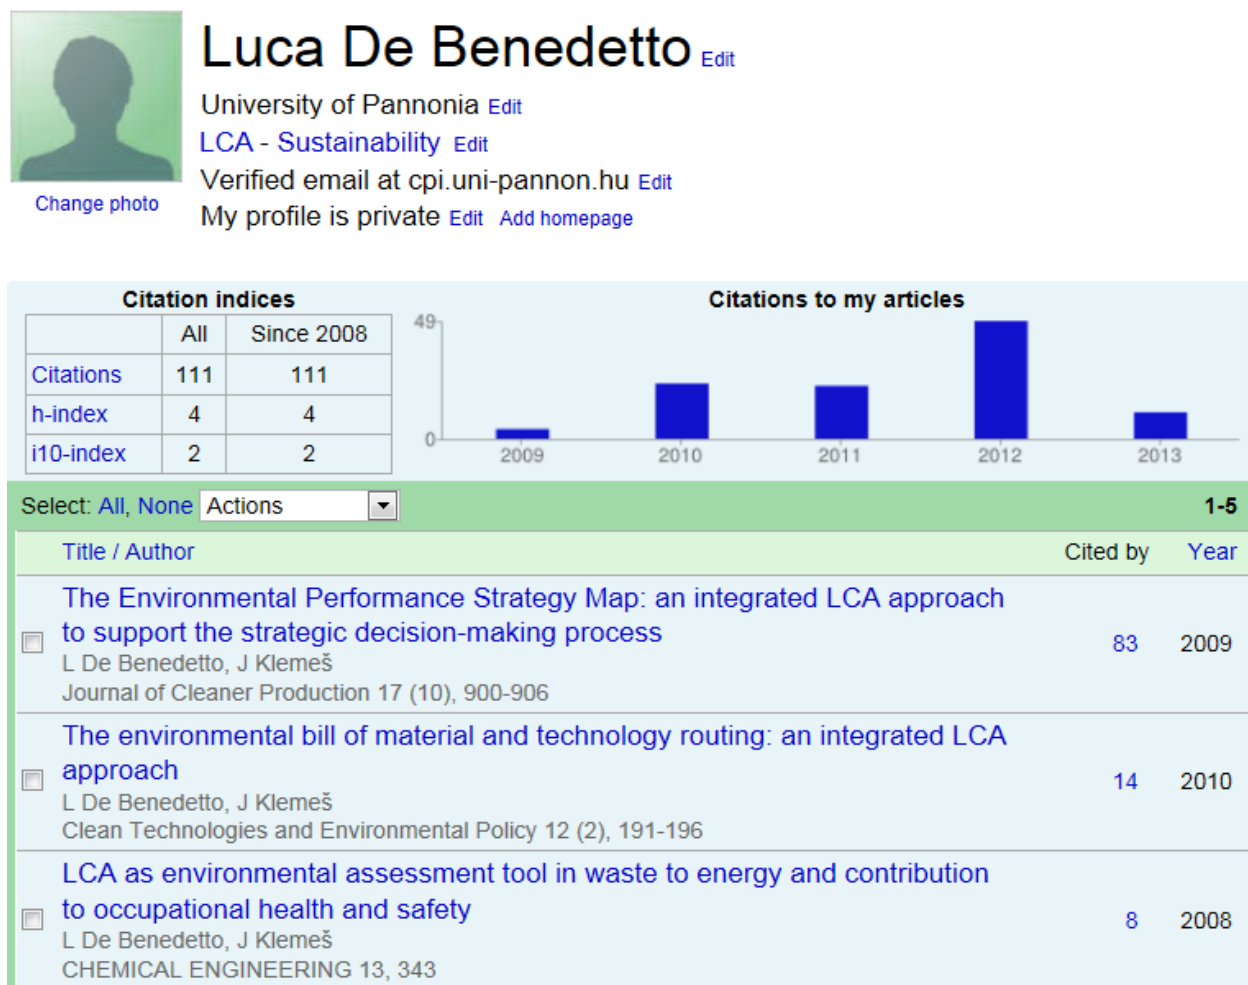 Luca De Benedetto Edit
University of Pannonia Edit
LCA - Sustainability Edit
Verified email at cpi.uni-pannon.hu Edit
My profile is private Edit Add homepage
Change photo
Citation indices
All Since 2008
Citations 111 111
h-index 4 4
i10-index 2 2
Citations to my articles
49
0
2009 2010 2011 2012 2013
Select: All, None Actions 1-5
Title / Author Cited by Year
The Environmental Performance Strategy Map: an integrated LCA approach
to support the strategic decision-making process
L De Benedetto, J Klemeš
Journal of Cleaner Production 17 (10), 900-906
83 2009
The environmental bill of material and technology routing: an integrated LCA
approach
L De Benedetto, J Klemeš
Clean Technologies and Environmental Policy 12 (2), 191-196
14 2010
LCA as environmental assessment tool in waste to energy and contribution
to occupational health and safety
L De Benedetto, J Klemeš
CHEMICAL ENGINEERING 13, 343
8 2008